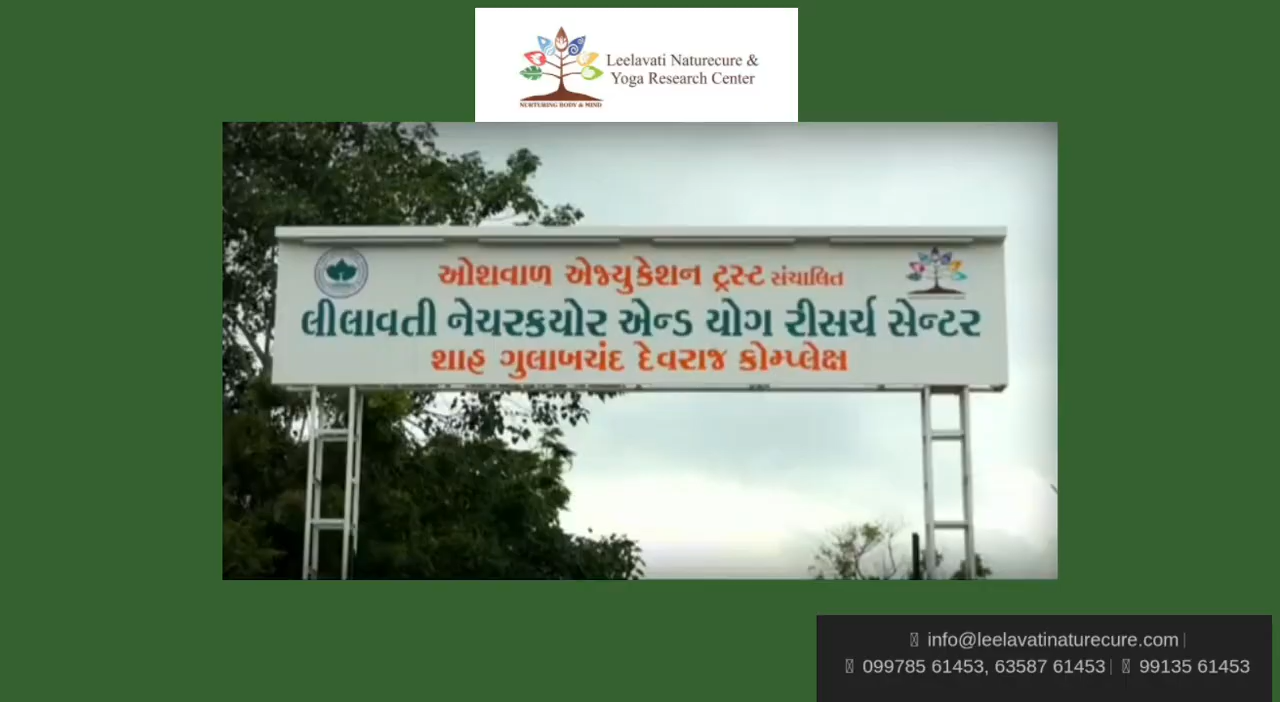 Leelavati Naturecure &
Yoga Research Center
NURTURING BODY & MIND
ઓશવાળ એજ્યુકેશન ટ્રસ્ટ સંચાલિત
લીલાવતી નેચરક્યોર એન્ડ યોગ રીસર્ચ સેન્ટર
શાહ ગુલાબચંદ દેવરાજ કોમ્પ્લેક્ષ
info@leelavatinaturecure.com |
099785 61453, 63587 61453 | 99135 61453